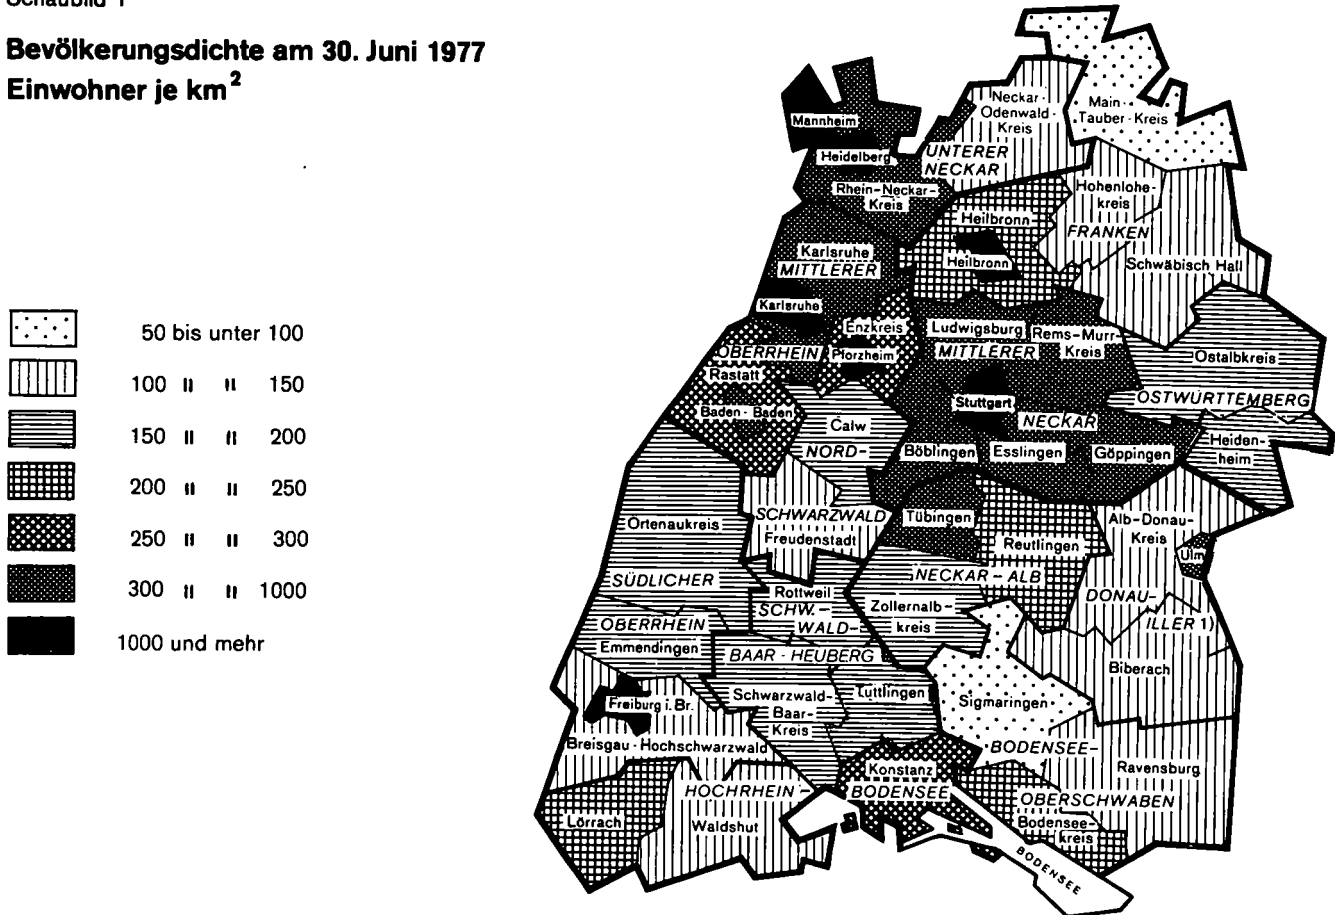 Schaubild 1
Bevölkerungsdichte am 30. Juni 1977
Einwohner je km²
50 bis unter 100
100 " " 150
150 " " 200
200 " " 250
250 " " 300
300 " " 1000
1000 und mehr
Mannheim
Heidelberg
Rhein-Neckar-
Kreis
Neckar-
Odenwald-
Kreis
UNTERER
NECKAR
Main-
Tauber-Kreis
Hohenlohe-
kreis
FRANKEN
Schwäbisch Hall
Heilbronn
Heilbronn
Karlsruhe
MITTLERER
Karlsruhe
OBERRHEIN
Enzkreis
Pforzheim
Ludwigsburg
MITTLERER
Rems-Murr-
Kreis
Ostalbkreis
OSTWÜRTTEMBERG
Rastatt
Baden-Baden
Stuttgart
NECKAR
Calw
NORD-
Böblingen
Esslingen
Göppingen
Heiden-
heim
SCHWARZWALD
Freudenstadt
Ortenaukreis
SÜDLICHER
Tübingen
Reutlingen
NECKAR-ALB
Alb-Donau-
Kreis
Ulm
DONAU-
ILLER 1)
Rottweil
SCHW.-
WALD-
Zollernalb-
kreis
OBERRHEIN
Emmendingen
BAAR-HEUBERG
Biberach
Schwarzwald-
Baar-
Kreis
Tuttlingen
Sigmaringen
Freiburg i. Br.
Breisgau-Hochschwarzwald
BODENSEE-
Ravensburg
OBERSCHWABEN
Bodensee-
kreis
Konstanz
HOCHRHEIN-
BODENSEE
Lörrach
Waldshut
BODENSEE